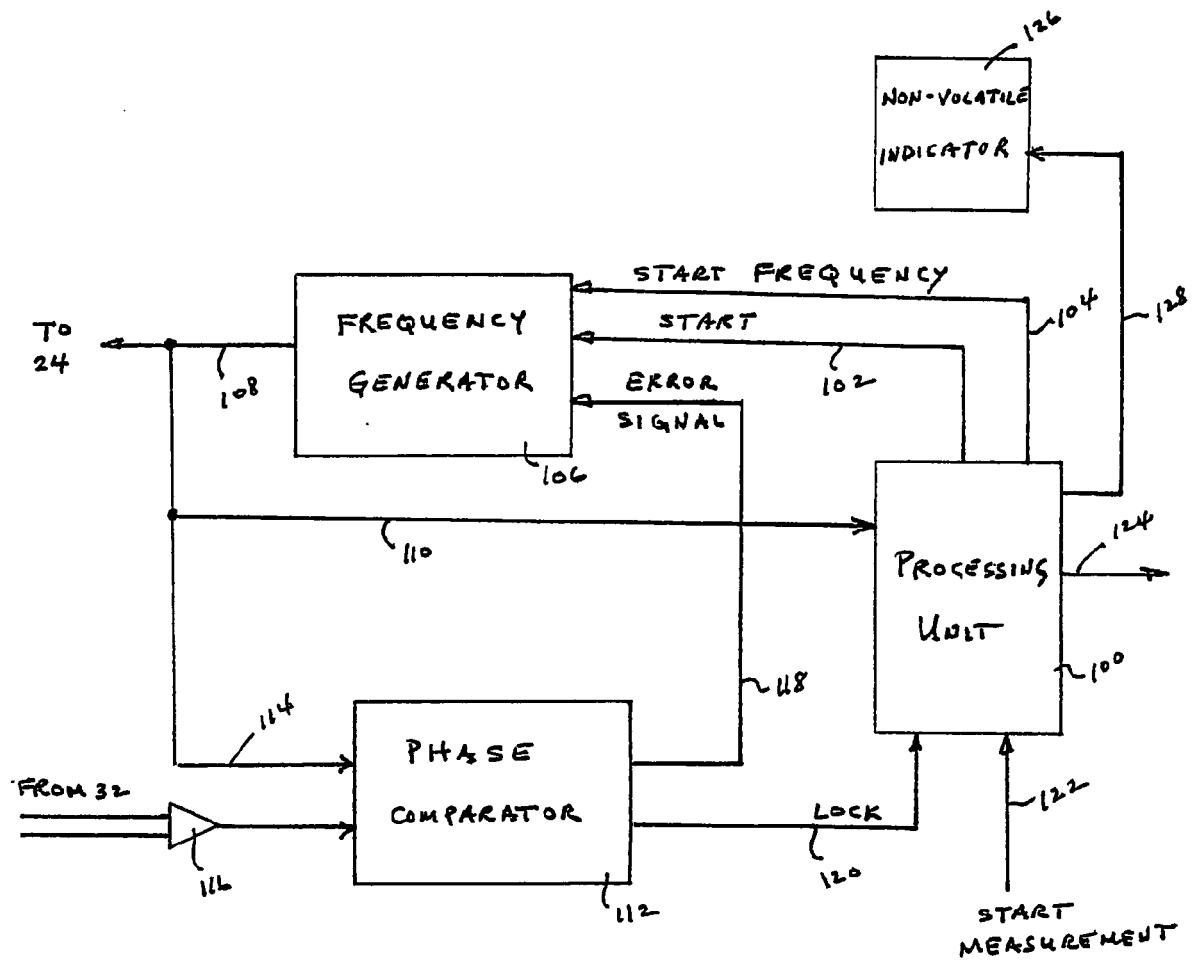 126
NON-VOLATILE
INDICATOR
START FREQUENCY
104
128
TO
24
108
FREQUENCY
GENERATOR
106
START
102
ERROR
SIGNAL
110
124
PROCESSING
UNIT
100
118
114
PHASE
COMPARATOR
112
FROM 32
116
LOCK
120
122
START
MEASUREMENT